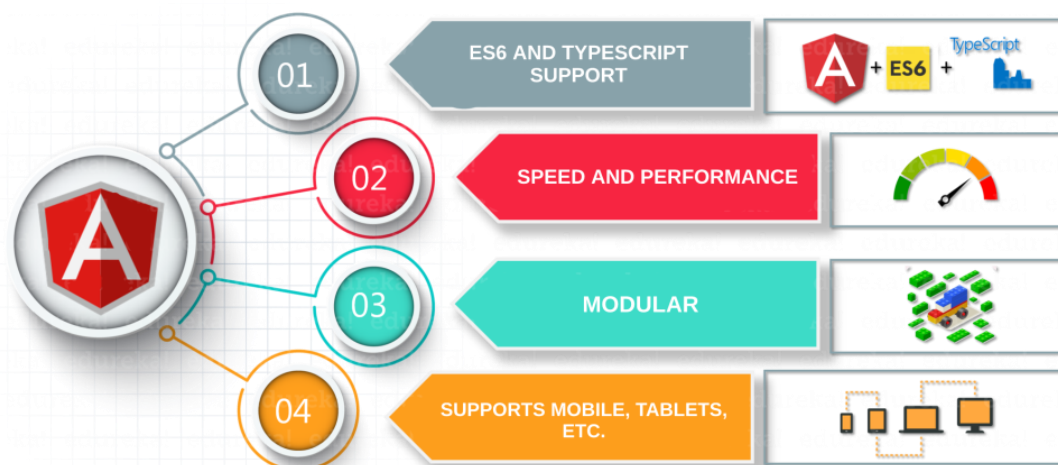 01
ES6 AND TYPESCRIPT
SUPPORT
A + ES6 + TypeScript
02
SPEED AND PERFORMANCE
A
03
MODULAR
04
SUPPORTS MOBILE, TABLETS,
ETC.